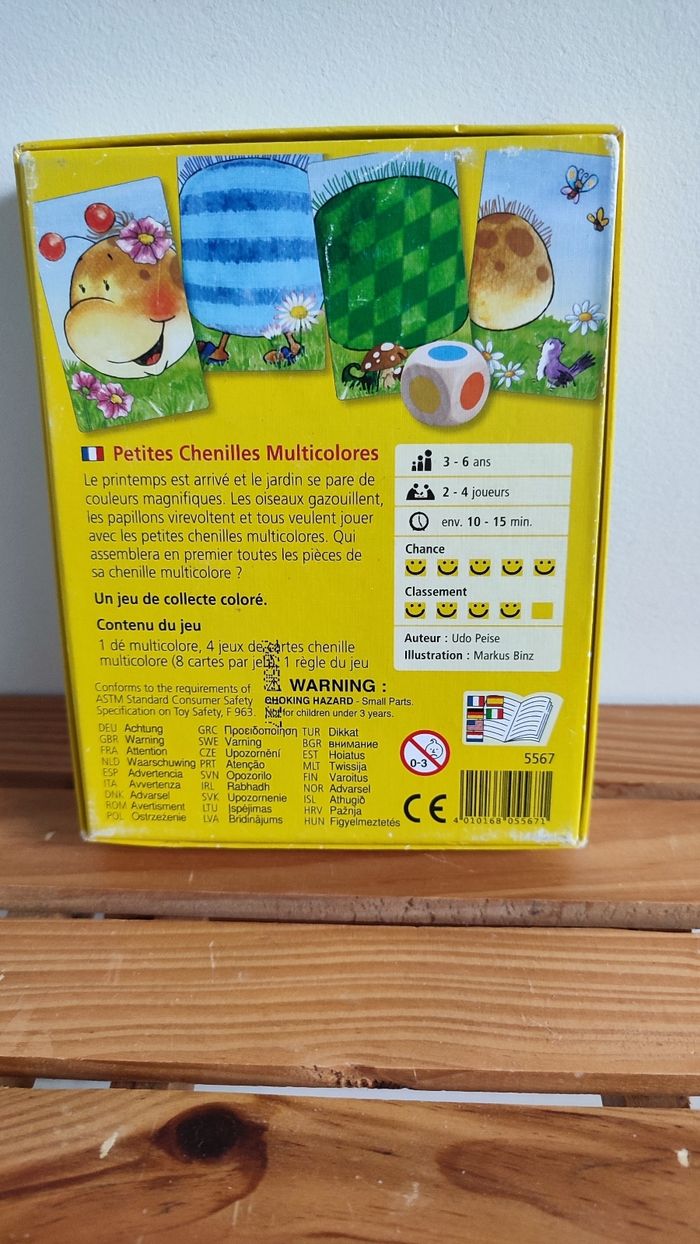 Petites Chenilles Multicolores
Le printemps est arrivé et le jardin se pare de
couleurs magnifiques. Les oiseaux gazouillent,
les papillons virevoltent et tous veulent jouer
avec les petites chenilles multicolores. Qui
assemblera en premier toutes les pièces de
sa chenille multicolore ?
Un jeu de collecte coloré.
Contenu du jeu
1 dé multicolore, 4 jeux de cartes chenille
multicolore (8 cartes par jeu), 1 règle du jeu
3 - 6 ans
2 - 4 joueurs
env. 10 - 15 min.
Chance
Classement
Auteur : Udo Peise
Illustration : Markus Binz
Conforms to the requirements of
ASTM Standard Consumer Safety
Specification on Toy Safety, F 963.
WARNING :
CHOKING HAZARD - Small Parts.
Not for children under 3 years.
DEU Achtung
GBR Warning
FRA Attention
NLD Waarschuwing
ESP Advertencia
ITA Avvertenza
DNK Advarsel
ROM Avertisment
POL Ostrzeżenie
GRC Προειδοποίηση
SWE Varning
CZE Upozornění
PRT Atenção
SVN Opozorilo
IRL Rabhadh
SVK Upozornenie
LTU Įspėjimas
LVA Brīdinājums
TUR Dikkat
BGR внимание
EST Hoiatus
MLT Twissija
FIN Varoitus
NOR Advarsel
ISL Athugið
HRV Pažnja
HUN Figyelmeztetés
0-3
CE
5567
4 010168 055671